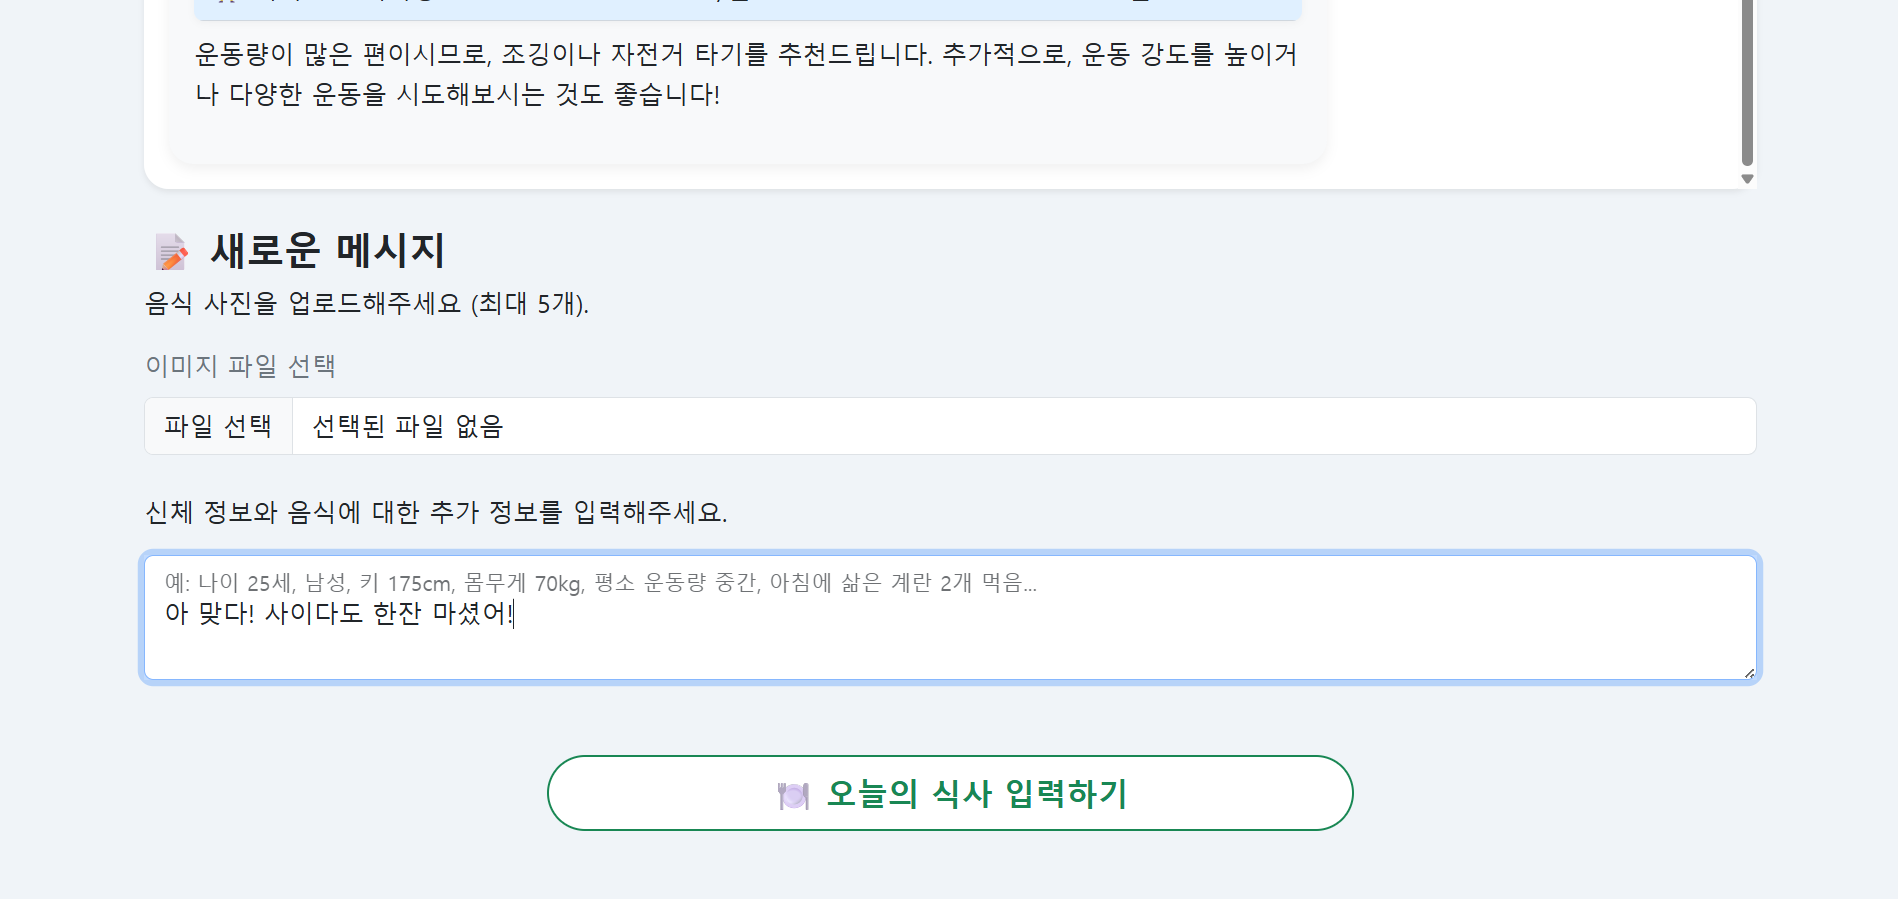 운동량이 많은 편이시므로, 조깅이나 자전거 타기를 추천드립니다. 추가적으로, 운동 강도를 높이거
나 다양한 운동을 시도해보시는 것도 좋습니다!
새로운 메시지
음식 사진을 업로드해주세요 (최대 5개).
이미지 파일 선택
파일 선택 선택된 파일 없음
신체 정보와 음식에 대한 추가 정보를 입력해주세요.
예: 나이 25세, 남성, 키 175cm, 몸무게 70kg, 평소 운동량 중간, 아침에 삶은 계란 2개 먹음...
아 맞다! 사이다도 한잔 마셨어!
오늘의 식사 입력하기